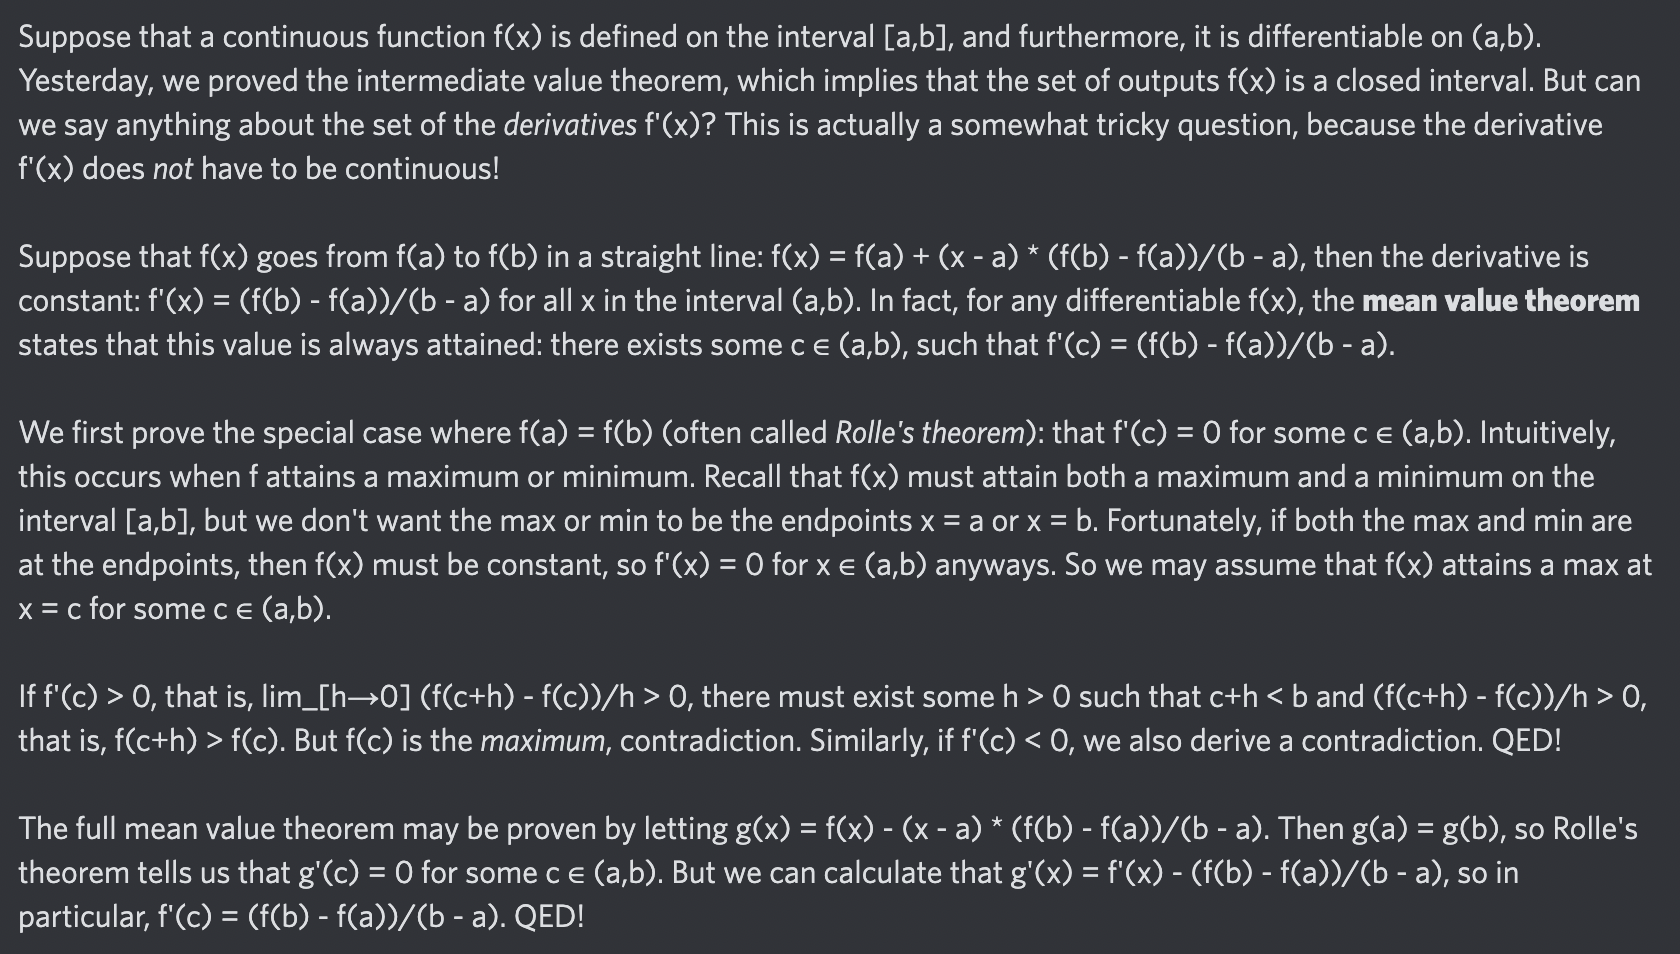 Suppose that a continuous function f(x) is defined on the interval [a,b], and furthermore, it is differentiable on (a,b).
Yesterday, we proved the intermediate value theorem, which implies that the set of outputs f(x) is a closed interval. But can
we say anything about the set of the derivatives f'(x)? This is actually a somewhat tricky question, because the derivative
f'(x) does not have to be continuous!
Suppose that f(x) goes from f(a) to f(b) in a straight line: f(x) = f(a) + (x - a) * (f(b) - f(a))/(b - a), then the derivative is
constant: f'(x) = (f(b) - f(a))/(b - a) for all x in the interval (a,b). In fact, for any differentiable f(x), the mean value theorem
states that this value is always attained: there exists some c ∈ (a,b), such that f'(c) = (f(b) - f(a))/(b - a).
We first prove the special case where f(a) = f(b) (often called Rolle's theorem): that f'(c) = 0 for some c ∈ (a,b). Intuitively,
this occurs when f attains a maximum or minimum. Recall that f(x) must attain both a maximum and a minimum on the
interval [a,b], but we don't want the max or min to be the endpoints x = a or x = b. Fortunately, if both the max and min are
at the endpoints, then f(x) must be constant, so f'(x) = 0 for x ∈ (a,b) anyways. So we may assume that f(x) attains a max at
x = c for some c ∈ (a,b).
If f'(c) > 0, that is, lim_[h→0] (f(c+h) - f(c))/h > 0, there must exist some h > 0 such that c+h < b and (f(c+h) - f(c))/h > 0,
that is, f(c+h) > f(c). But f(c) is the maximum, contradiction. Similarly, if f'(c) < 0, we also derive a contradiction. QED!
The full mean value theorem may be proven by letting g(x) = f(x) - (x - a) * (f(b) - f(a))/(b - a). Then g(a) = g(b), so Rolle's
theorem tells us that g'(c) = 0 for some c ∈ (a,b). But we can calculate that g'(x) = f'(x) - (f(b) - f(a))/(b - a), so in
particular, f'(c) = (f(b) - f(a))/(b - a). QED!